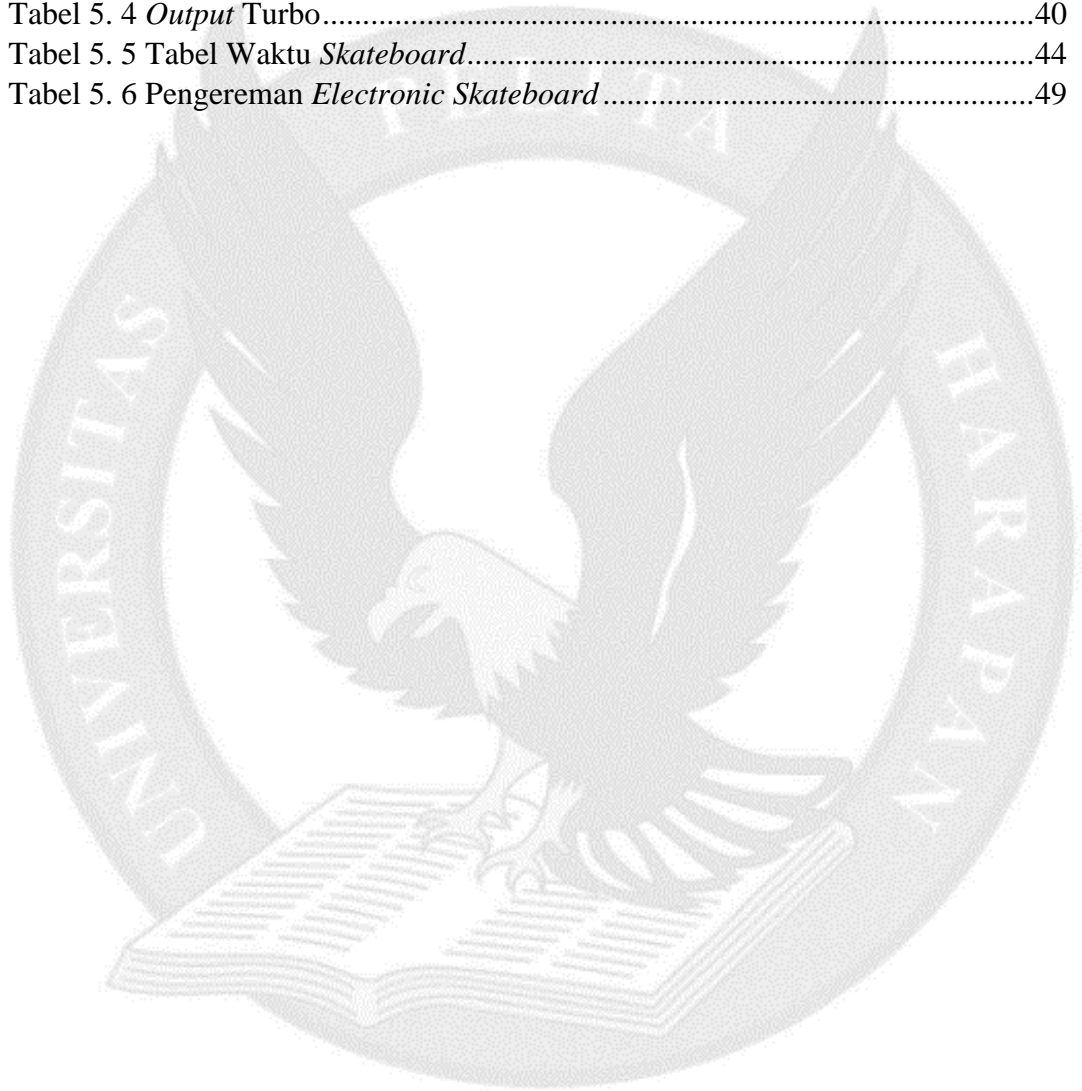 Tabel 5. 4 Output Turbo....................................................................................40
Tabel 5. 5 Tabel Waktu Skateboard..................................................................44
Tabel 5. 6 Pengereman Electronic Skateboard..................................................49
UNIVERSITAS PELITA HARAPAN